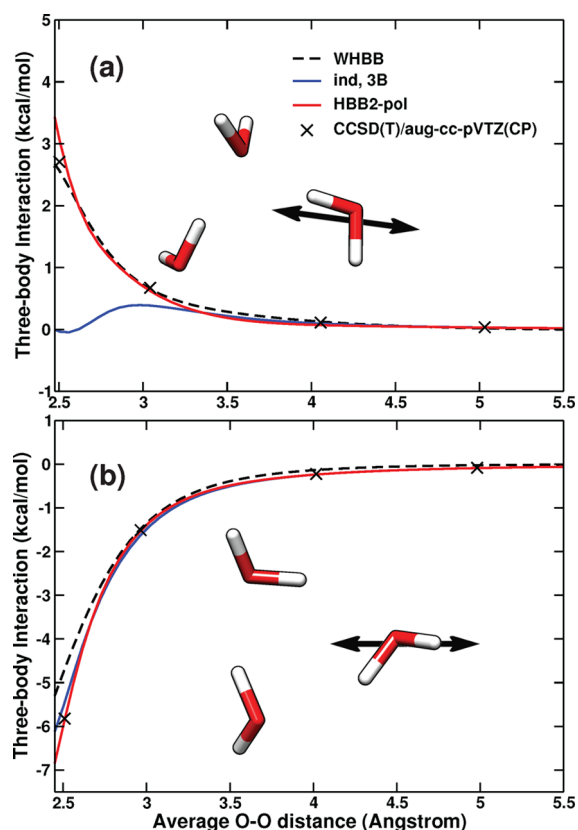 (a)
WHBB
ind, 3B
HBB2-pol
CCSD(T)/aug-cc-pVTZ(CP)
Three-body Interaction (kcal/mol)
5
4
3
2
1
0
-1
2.5 3 3.5 4 4.5 5 5.5
(b)
Three-body Interaction (kcal/mol)
1
0
-1
-2
-3
-4
-5
-6
-7
2.5 3 3.5 4 4.5 5 5.5
Average O-O distance (Angstrom)